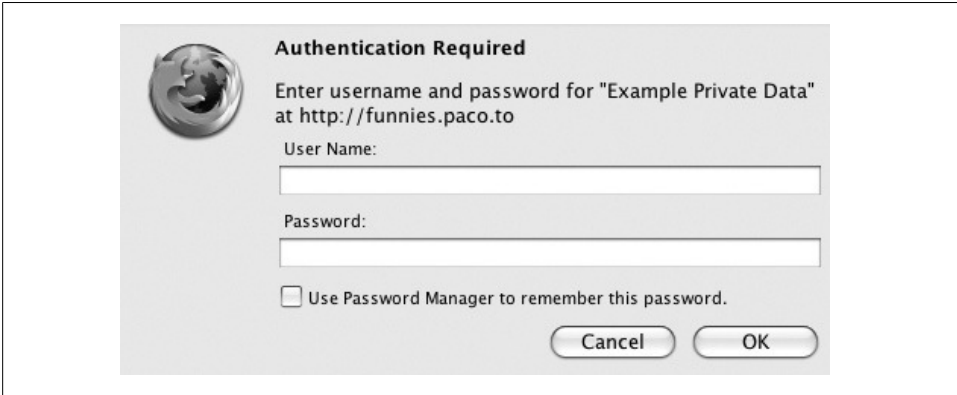 Authentication Required
Enter username and password for "Example Private Data"
at http://funnies.paco.to
User Name:
Password:
Use Password Manager to remember this password.
Cancel
OK